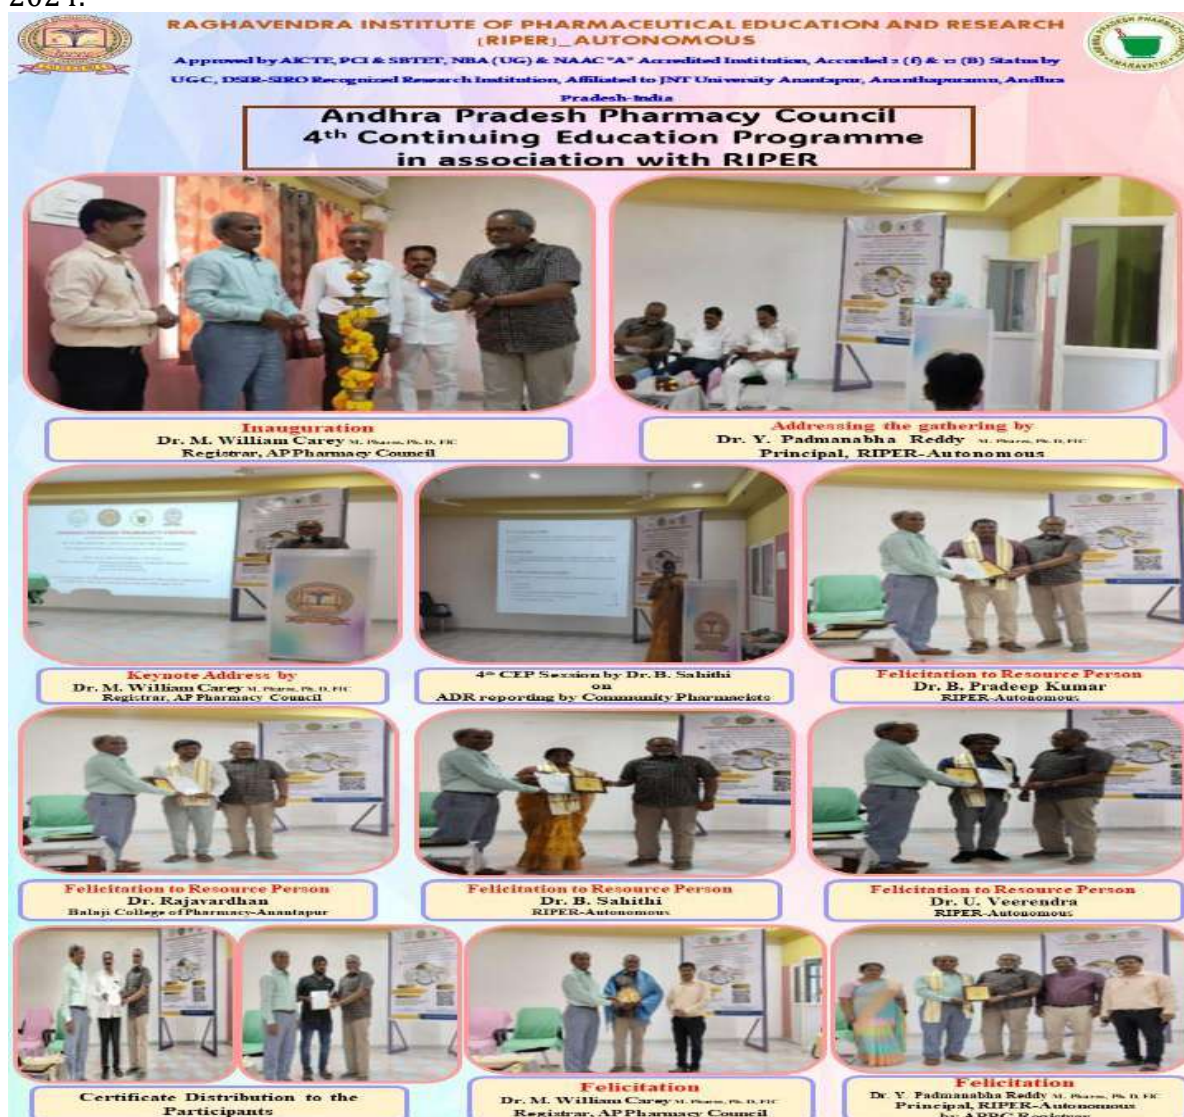 2024.
RAGHAVENDRA INSTITUTE OF PHARMACEUTICAL EDUCATION AND RESEARCH
(RIPER)_AUTONOMOUS
Approved by AICTE, PCI & SBTET, NBA (UG) & NAAC "A" Accredited Institution, Accorded 2 (f) & 12 (B) Status by
UGC, DSIR-SIRO Recognized Research Institution, Affiliated to JNT University Anantapur, Ananthapuramu, Andhra
Pradesh-India
Andhra Pradesh Pharmacy Council
4th Continuing Education Programme
in association with RIPER
Inauguration
Dr. M. William Carey M. Pharm, Ph. D, FIC
Registrar, AP Pharmacy Council
Addressing the gathering by
Dr. Y. Padmanabha Reddy M. Pharm, Ph. D, FIC
Principal, RIPER-Autonomous
Keynote Address by
Dr. M. William Carey M. Pharm, Ph. D, FIC
Registrar, AP Pharmacy Council
4th CEP Session by Dr. B. Sahithi
on
ADR reporting by Community Pharmacists
Felicitation to Resource Person
Dr. B. Pradeep Kumar
RIPER-Autonomous
Felicitation to Resource Person
Dr. Rajavardhan
Balaji College of Pharmacy-Anantapur
Felicitation to Resource Person
Dr. B. Sahithi
RIPER-Autonomous
Felicitation to Resource Person
Dr. U. Veerendra
RIPER-Autonomous
Certificate Distribution to the
Participants
Felicitation
Dr. M. William Carey M. Pharm, Ph. D, FIC
Registrar, AP Pharmacy Council
Felicitation
Dr. Y. Padmanabha Reddy M. Pharm, Ph. D, FIC
Principal, RIPER-Autonomous
by APPC Registrar